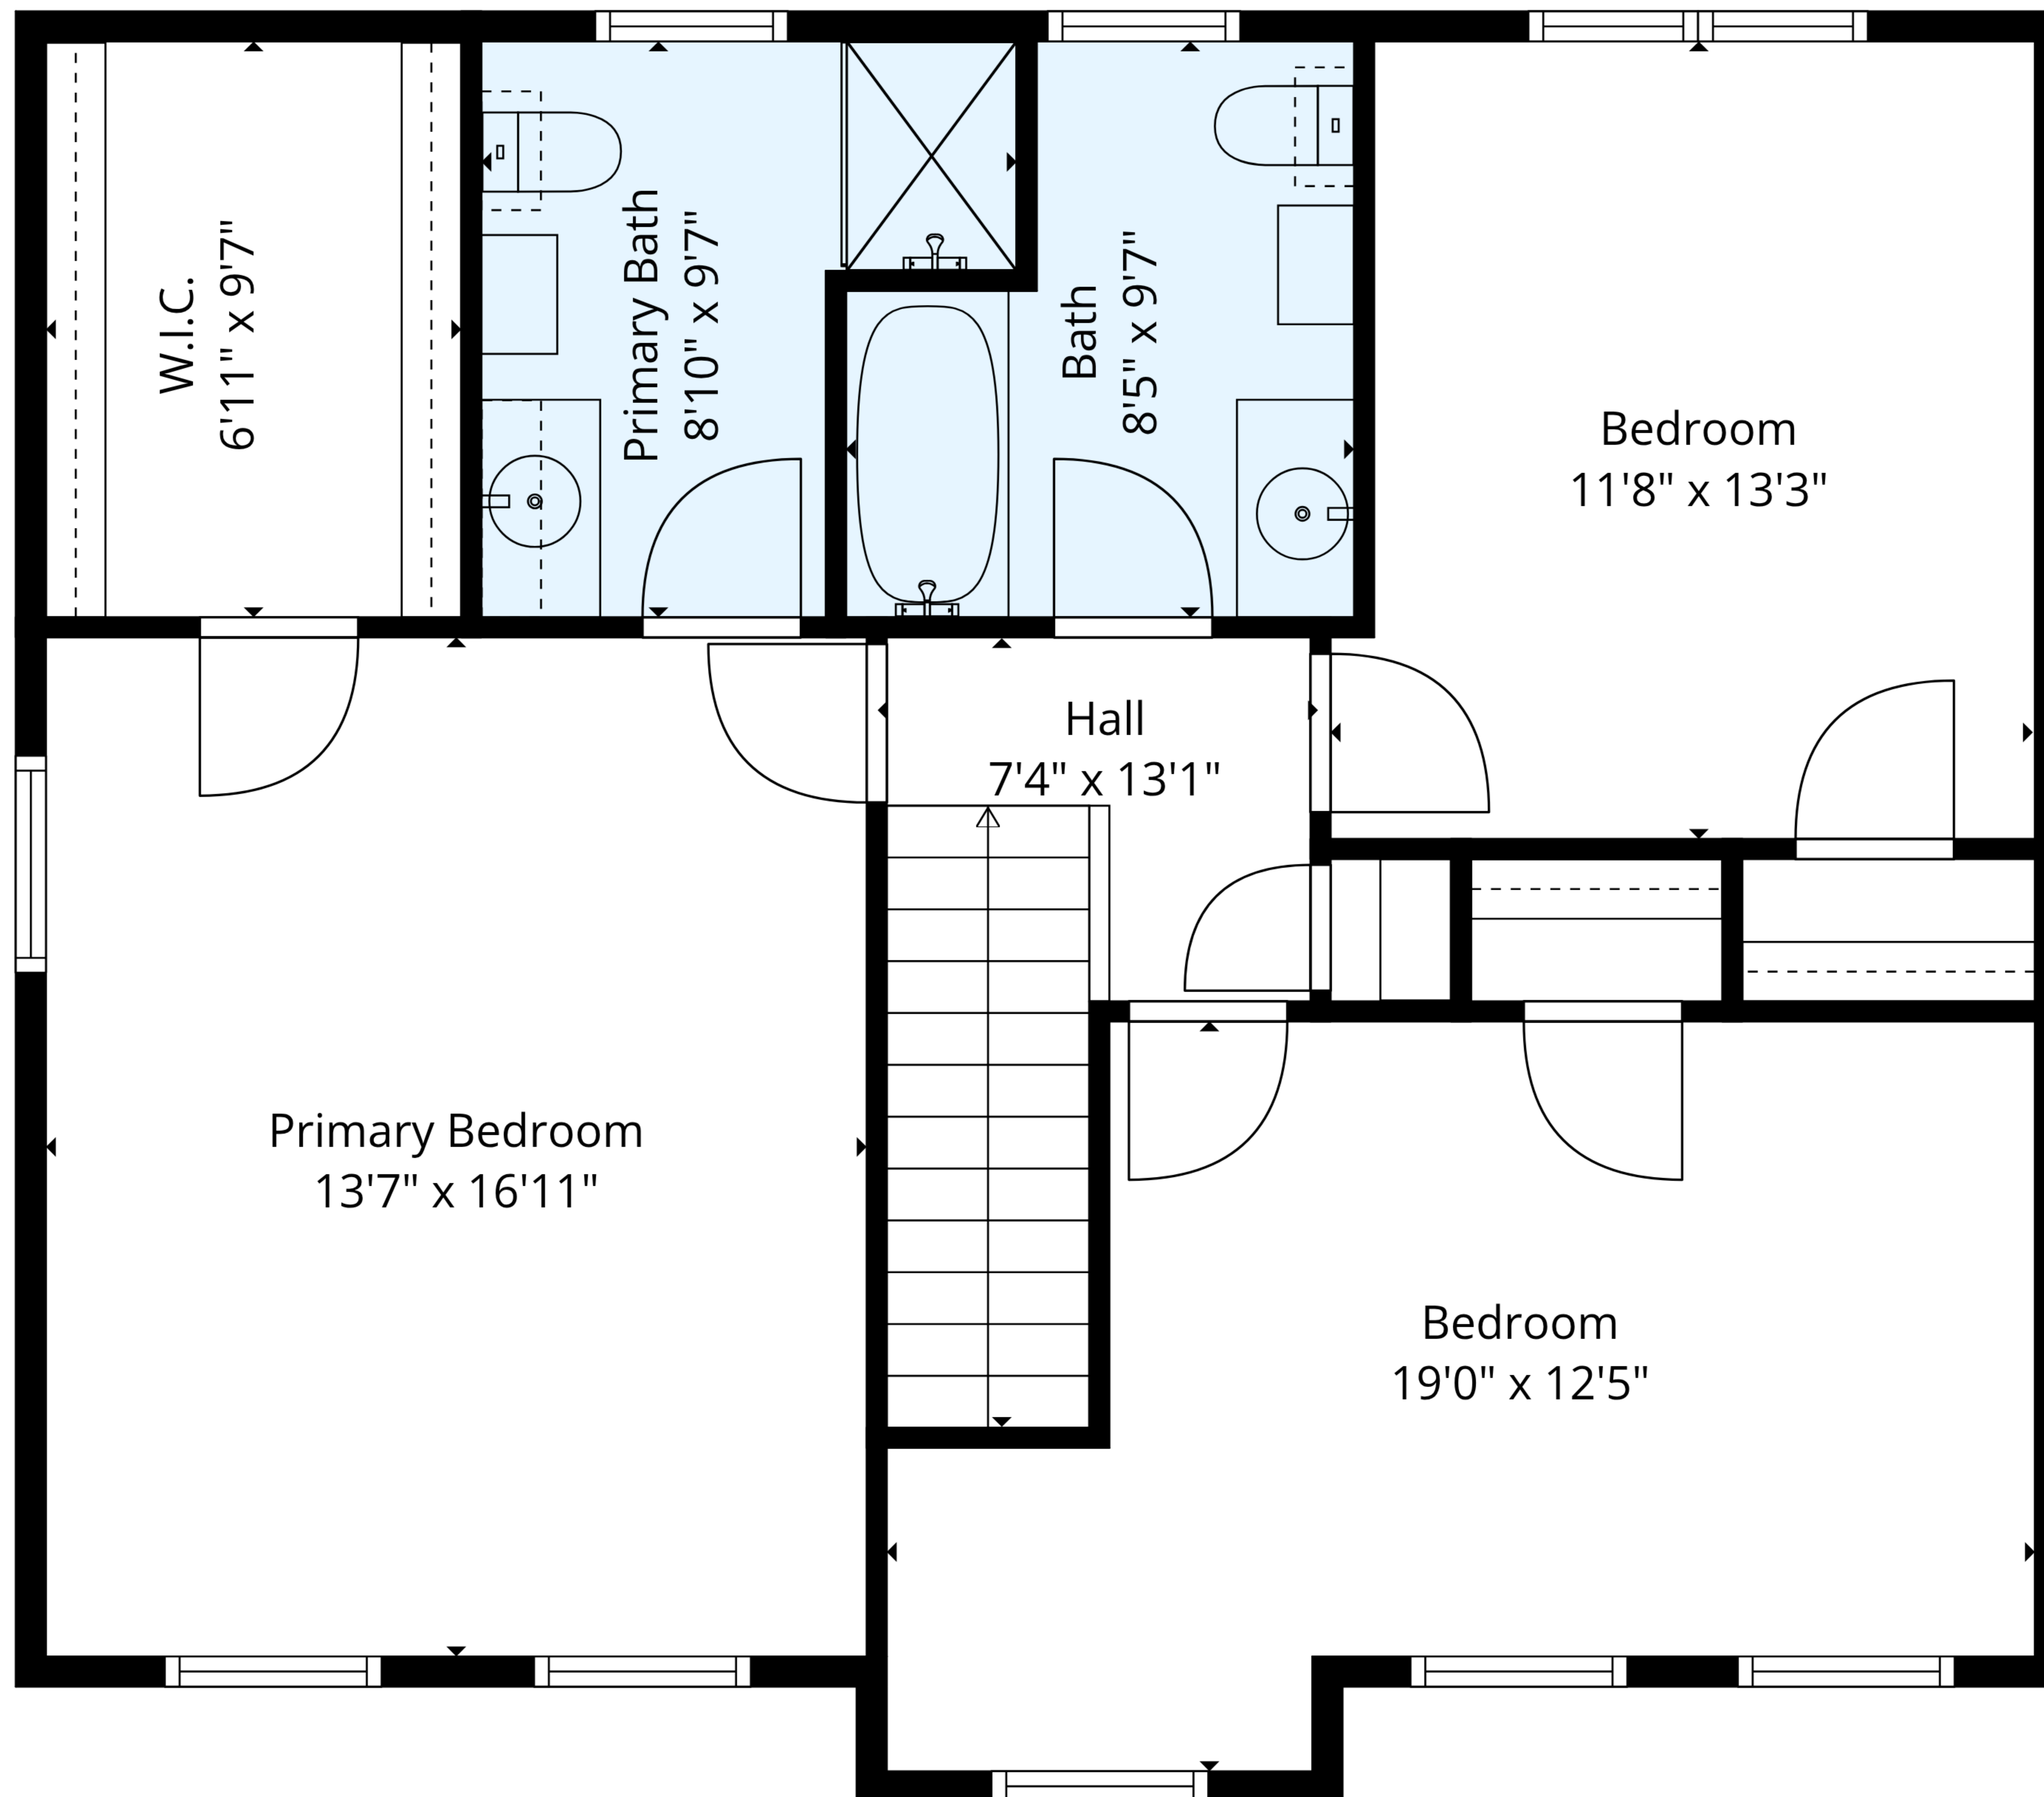 W.I.C.
6'11" x 9'7"
Primary Bath
8'10" x 9'7"
Bath
8'5" x 9'7"
Bedroom
11'8" x 13'3"
Hall
7'4" x 13'1"
Primary Bedroom
13'7" x 16'11"
Bedroom
19'0" x 12'5"